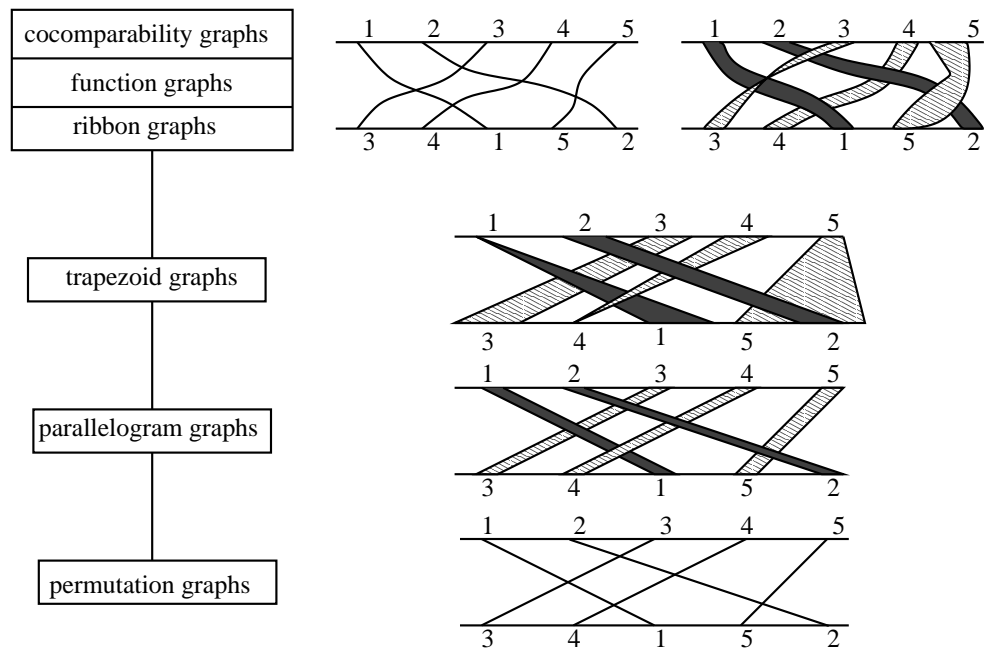 cocomparability graphs
function graphs
ribbon graphs
1 2 3 4 5
3 4 1 5 2
1 2 3 4 5
3 4 1 5 2
trapezoid graphs
1 2 3 4 5
3 4 1 5 2
parallelogram graphs
1 2 3 4 5
3 4 1 5 2
permutation graphs
1 2 3 4 5
3 4 1 5 2